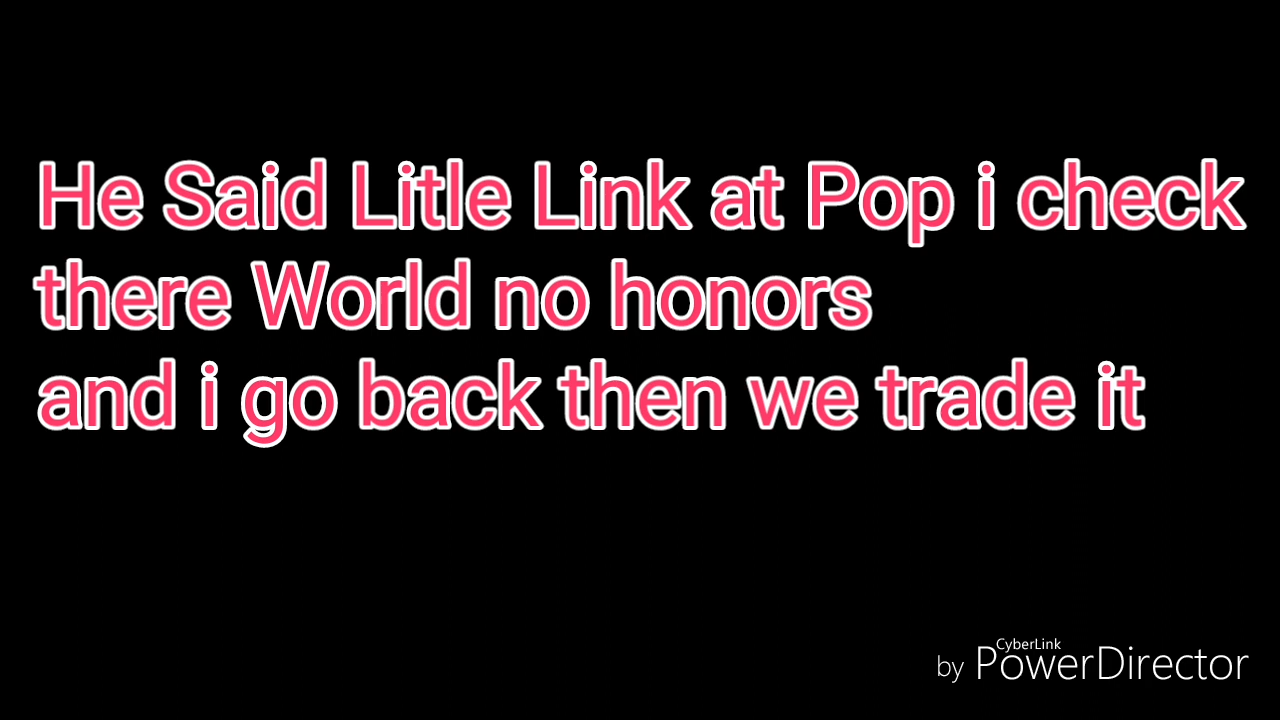 He Said Litle Link at Pop i check
there World no honors
and i go back then we trade it
CyberLink
by PowerDirector